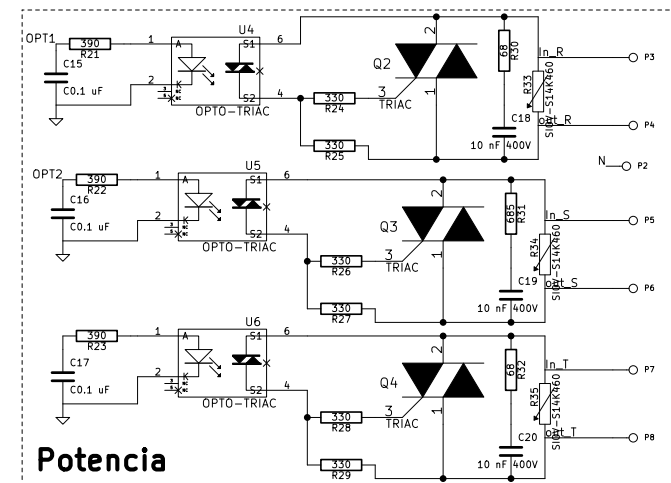 OPT1
390
R21
C15
C0.1 uF
1
2
A
K
U4
S1
S2
OPTO-TRIAC
6
4
330
R24
330
R25
Q2
2
3
1
TRIAC
68
R30
C18
10 nF 400V
R33
SIOV-S14K460
In_R
out_R
P3
P4
N
P2
OPT2
390
R22
C16
C0.1 uF
1
2
A
K
U5
S1
S2
OPTO-TRIAC
6
4
330
R26
330
R27
Q3
2
3
1
TRIAC
685
R31
C19
10 nF 400V
R34
SIOV-S14K460
In_S
out_S
P5
P6
390
R23
C17
C0.1 uF
1
2
A
K
U6
S1
S2
OPTO-TRIAC
6
4
330
R28
330
R29
Q4
2
3
1
TRIAC
68
R32
C20
10 nF 400V
R35
SIOV-S14K460
In_T
out_T
P7
P8
Potencia